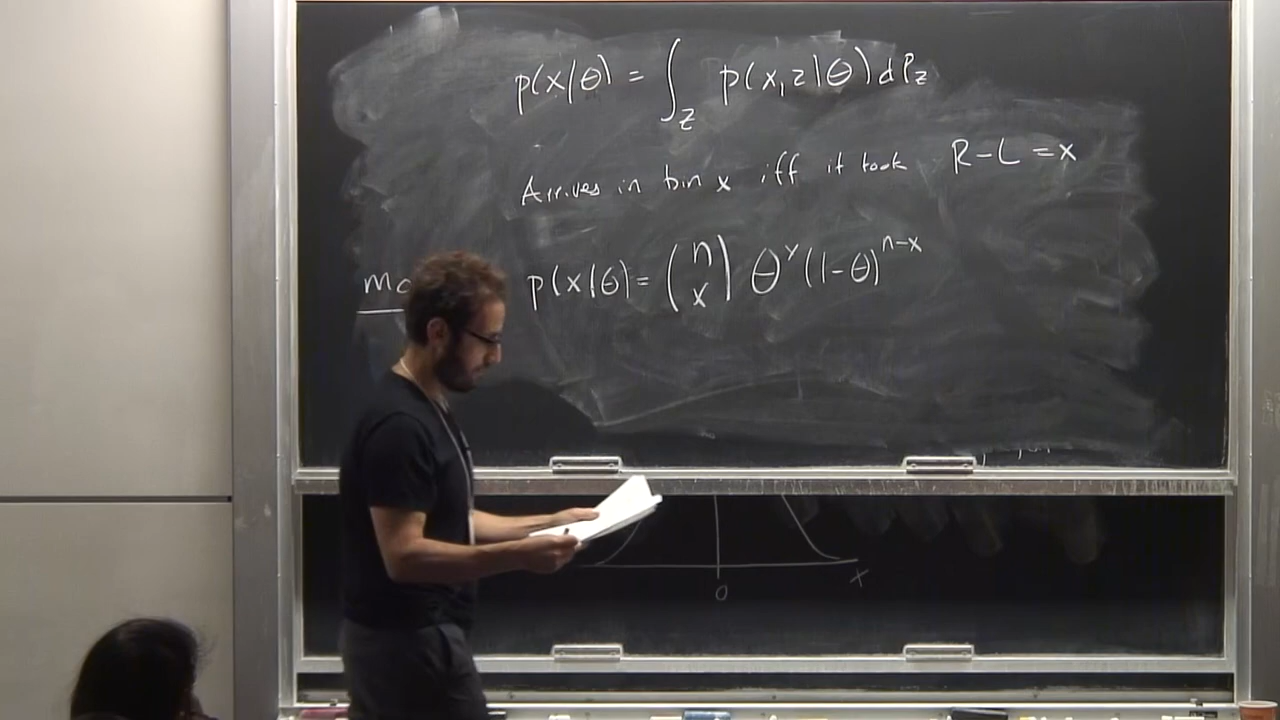 p(x|θ) = ∫_Z p(x,z|θ) dP_z
Arrives in bin x iff it took R-L=x
p(x|θ) = (n x) θ^x (1-θ)^{n-x}
0
x